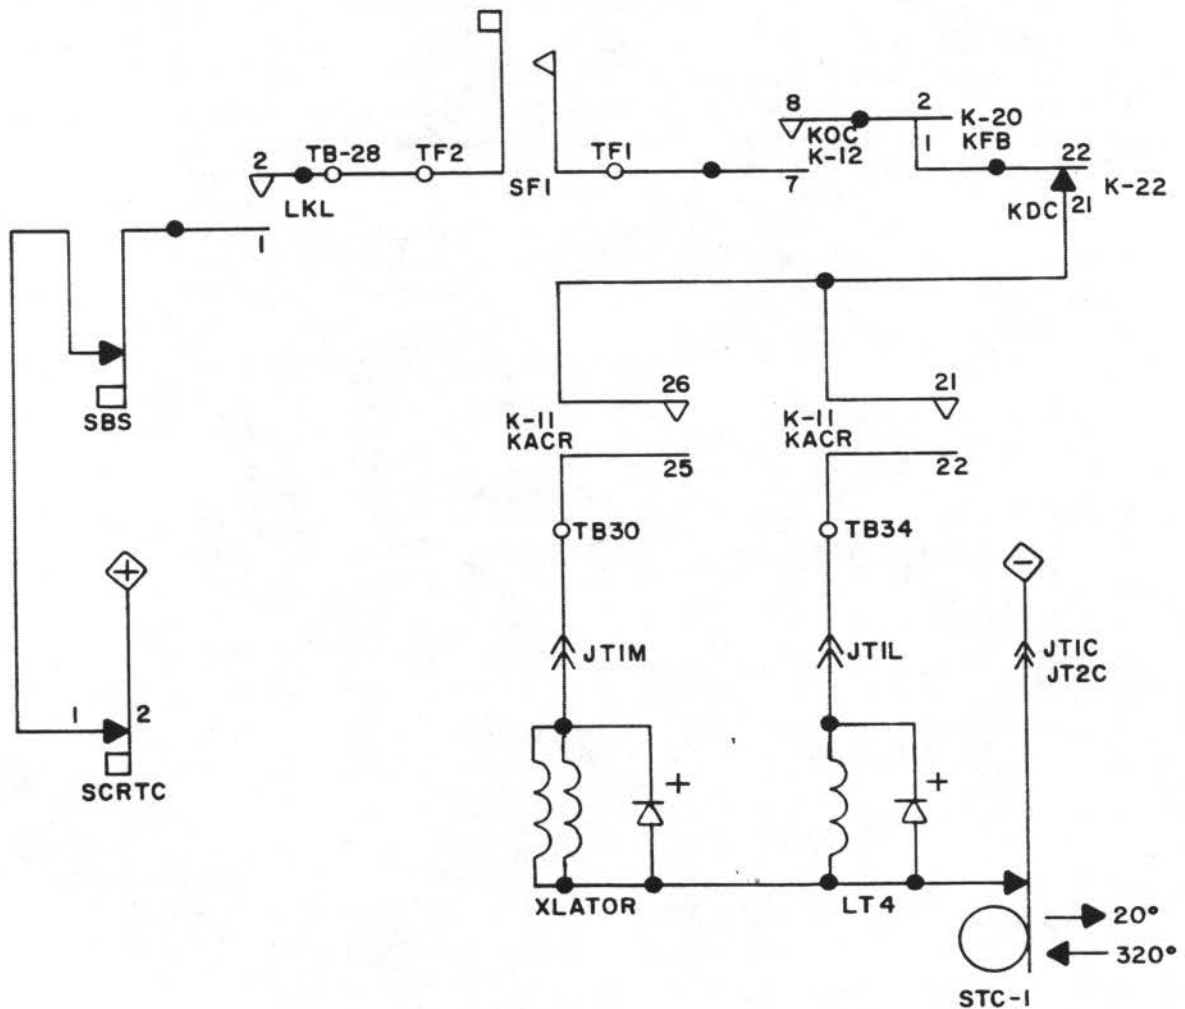 8
2
K-20
KOC
KFB
2
TB-28
TF2
TF1
K-12
1
22
SF1
7
K-22
LKL
KDC
21
1
26
21
SBS
K-11
KACR
K-11
KACR
25
22
TB30
TB34
+
-
JT1M
JT1L
JT1C
JT2C
1
2
SCRTC
+
+
XLATOR
LT4
20°
320°
STC-1